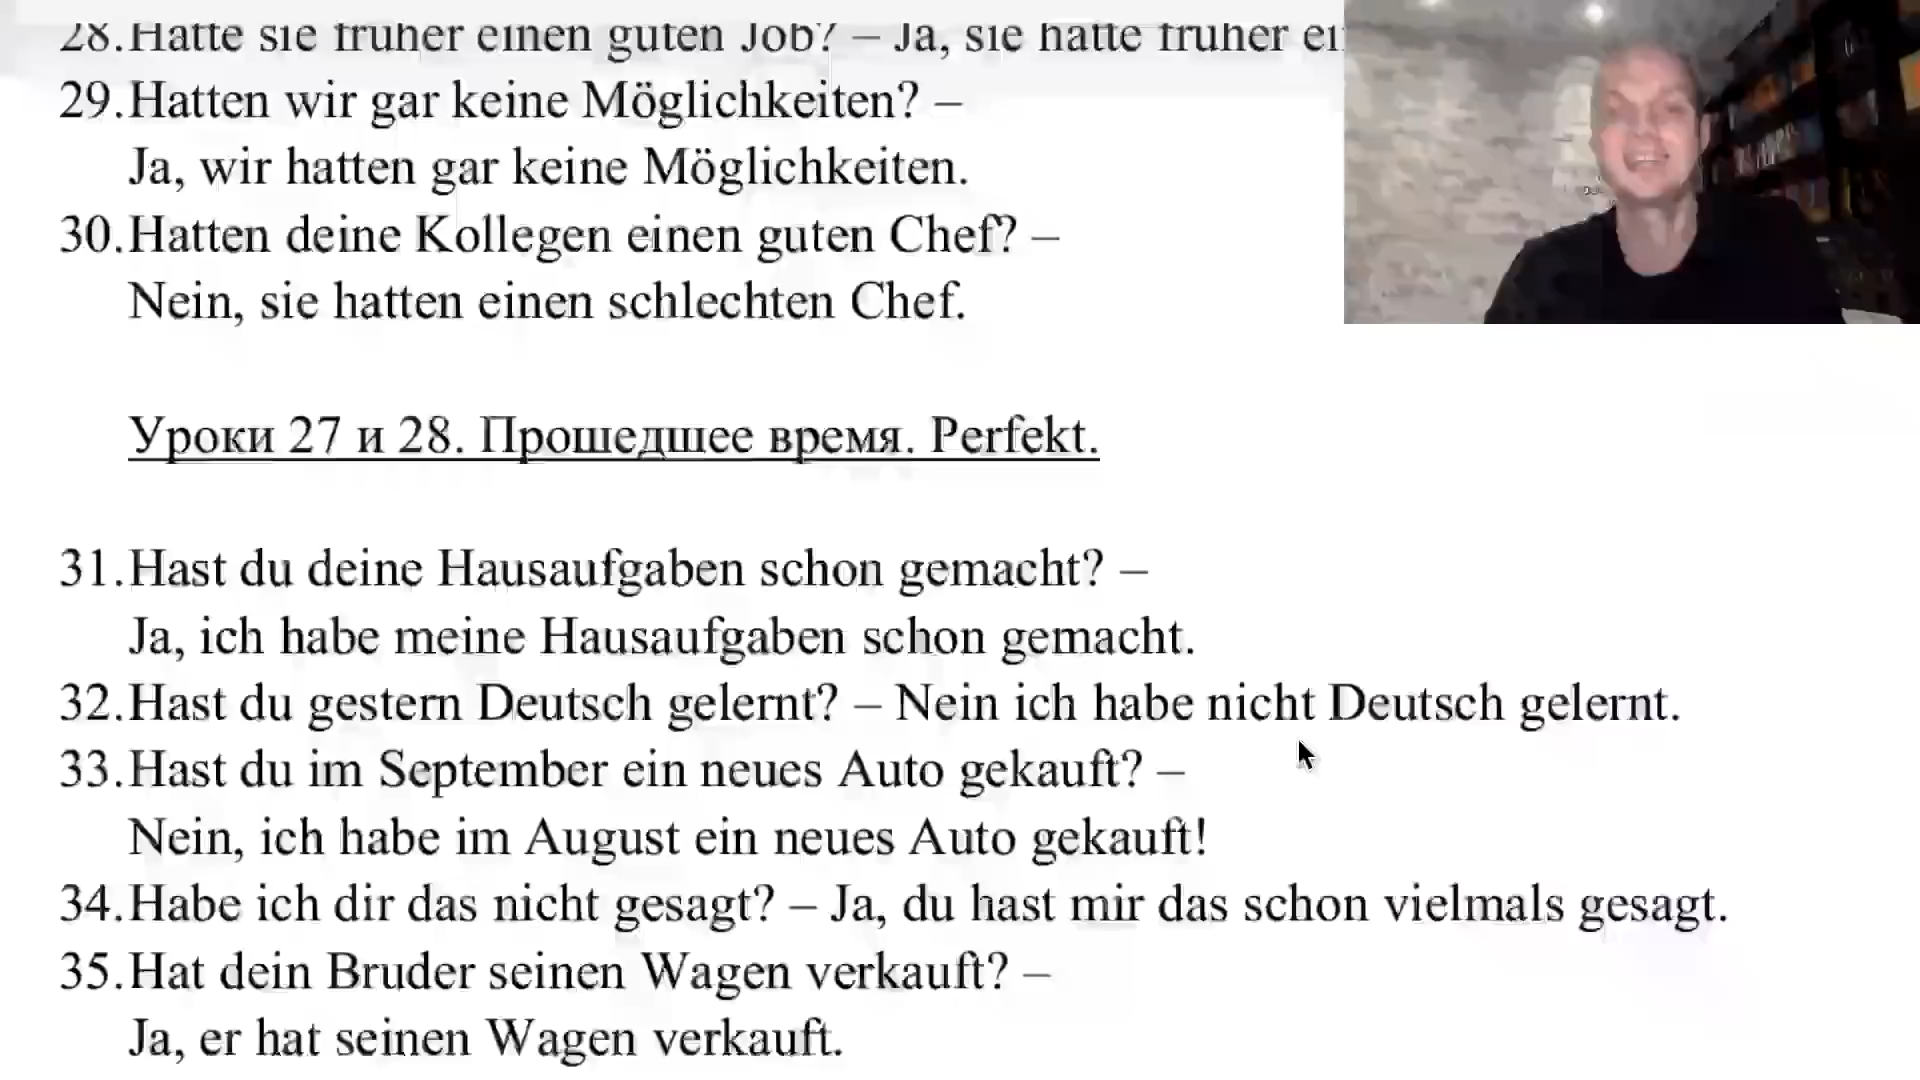 28.Hatte sie früher einen guten Job? – Ja, sie hatte früher
29.Hatten wir gar keine Möglichkeiten? –
Ja, wir hatten gar keine Möglichkeiten.
30.Hatten deine Kollegen einen guten Chef? –
Nein, sie hatten einen schlechten Chef.
Уроки 27 и 28. Прошедшее время. Perfekt.
31.Hast du deine Hausaufgaben schon gemacht? –
Ja, ich habe meine Hausaufgaben schon gemacht.
32.Hast du gestern Deutsch gelernt? – Nein ich habe nicht Deutsch gelernt.
33.Hast du im September ein neues Auto gekauft? –
Nein, ich habe im August ein neues Auto gekauft!
34.Habe ich dir das nicht gesagt? – Ja, du hast mir das schon vielmals gesagt.
35.Hat dein Bruder seinen Wagen verkauft? –
Ja, er hat seinen Wagen verkauft.